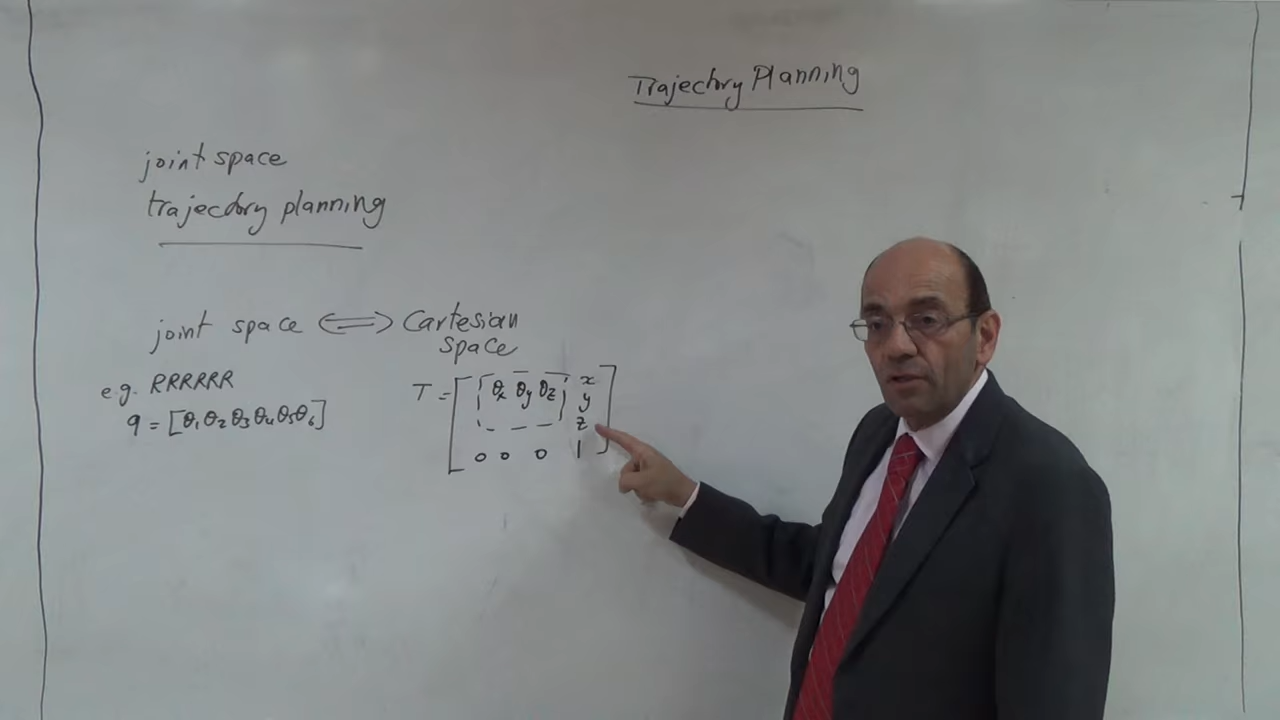 Trajectory Planning
joint space
trajectory planning
joint space ⟺ Cartesian
space
e.g. RRRRRR
q = [θ₁ θ₂ θ₃ θ₄ θ₅ θ₆]
T = [ θx θy θz x
y
z
0 0 0 1 ]